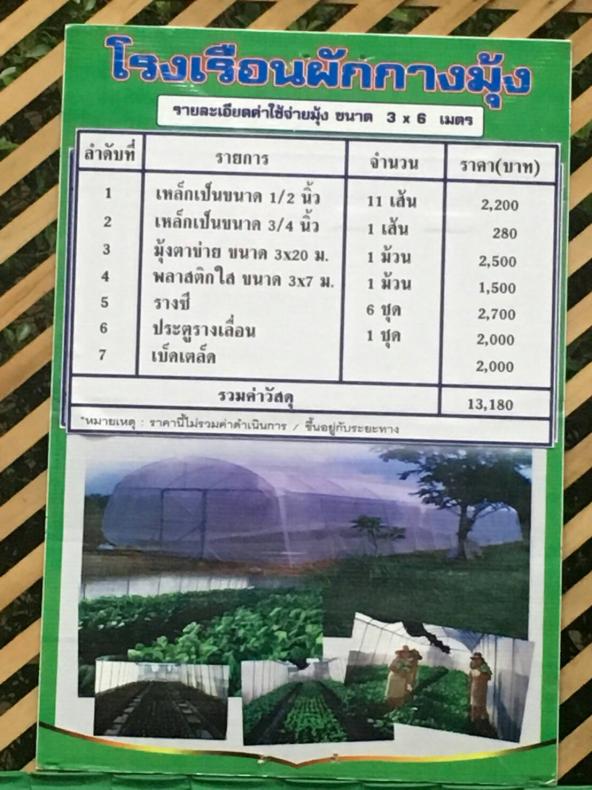 โรงเรือนผักกางมุ้ง
รายละเอียดค่าใช้จ่ายมุ้ง ขนาด 3 x 6 เมตร
ลำดับที่ รายการ จำนวน ราคา(บาท)
1 เหล็กเป็นขนาด 1/2 นิ้ว 11 เส้น 2,200
2 เหล็กเป็นขนาด 3/4 นิ้ว 1 เส้น 280
3 มุ้งตาข่าย ขนาด 3x20 ม. 1 ม้วน 2,500
4 พลาสติกใส ขนาด 3x7 ม. 1 ม้วน 1,500
5 รางซี 6 ชุด 2,700
6 ประตูรางเลื่อน 1 ชุด 2,000
7 เบ็ดเตล็ด 2,000
รวมค่าวัสดุ 13,180
*หมายเหตุ : ราคานี้ไม่รวมค่าดำเนินการ / ขึ้นอยู่กับระยะทาง